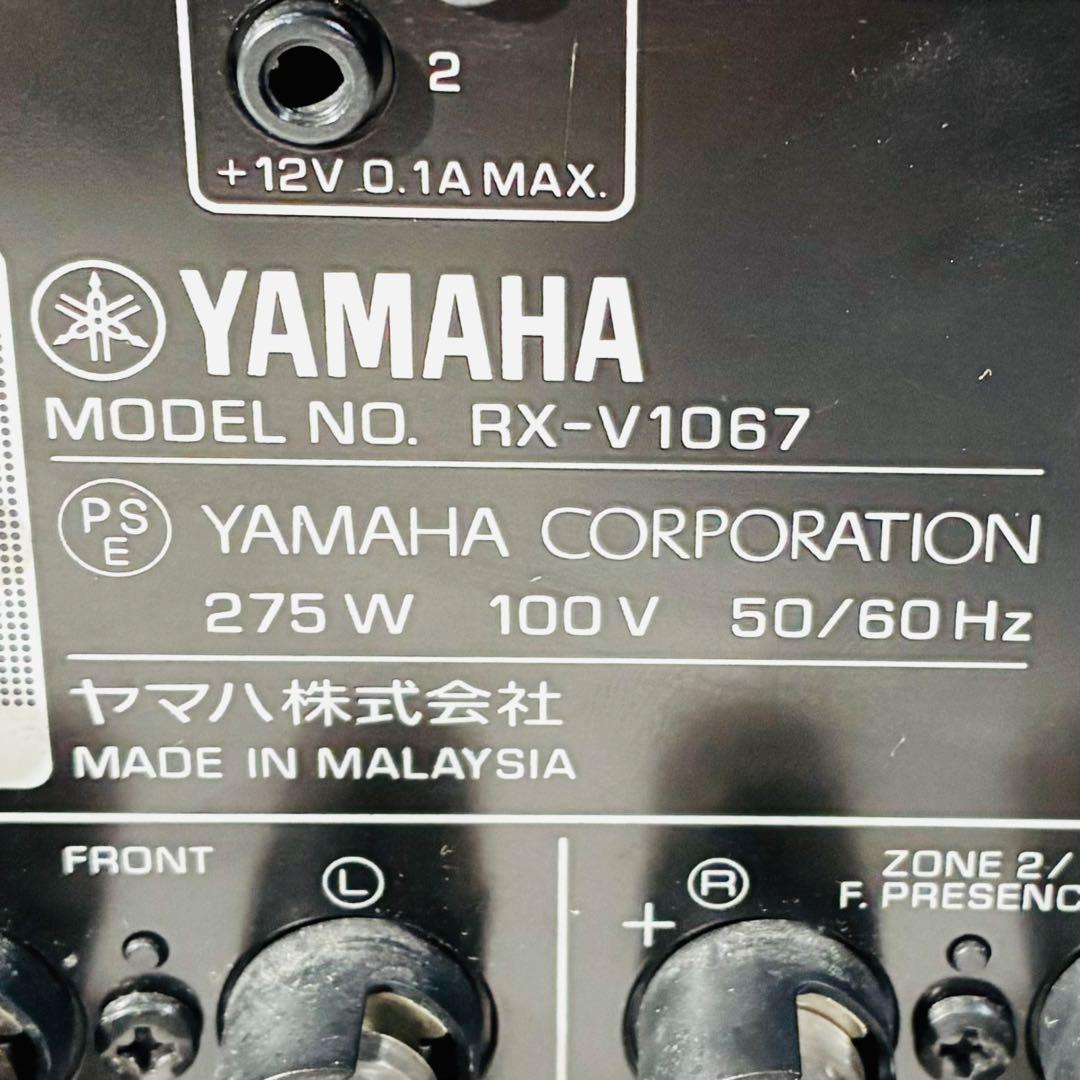 2
+12V 0.1A MAX.
YAMAHA
MODEL NO. RX-V1067
PSE YAMAHA CORPORATION
275 W 100 V 50/60 Hz
ヤマハ株式会社
MADE IN MALAYSIA
FRONT L + R ZONE 2/
F. PRESENC